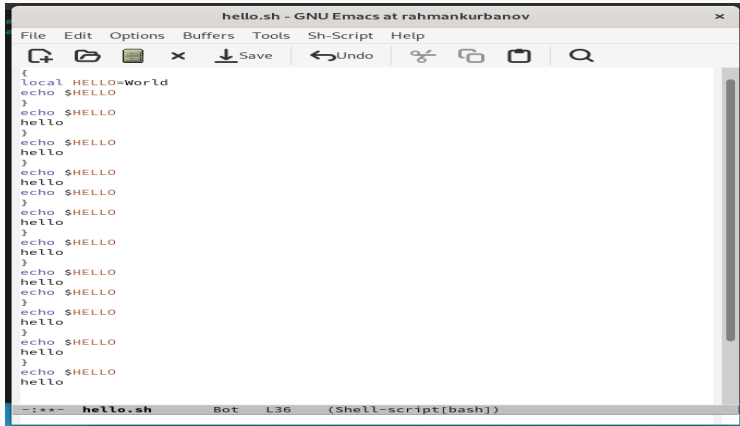 hello.sh - GNU Emacs at rahmankurbanov
File Edit Options Buffers Tools Sh-Script Help
Save Undo
{
local HELLO=World
echo $HELLO
}
echo $HELLO
hello
}
echo $HELLO
hello
}
echo $HELLO
hello
echo $HELLO
}
echo $HELLO
hello
}
echo $HELLO
hello
}
echo $HELLO
hello
echo $HELLO
}
echo $HELLO
hello
}
echo $HELLO
hello
}
echo $HELLO
hello
-:**- hello.sh Bot L36 (Shell-script[bash])